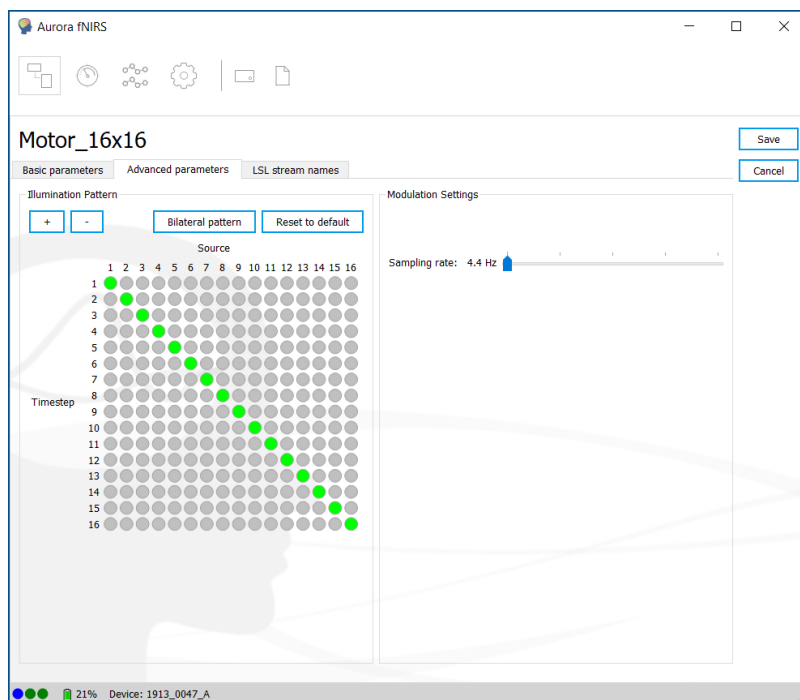 Aurora fNIRS
Motor_16x16
Save
Cancel
Basic parameters Advanced parameters LSL stream names
Illumination Pattern
+ - Bilateral pattern Reset to default
Source
1 2 3 4 5 6 7 8 9 10 11 12 13 14 15 16
1
2
3
4
5
6
7
8
Timestep
9
10
11
12
13
14
15
16
Modulation Settings
Sampling rate: 4.4 Hz
21% Device: 1913_0047_A